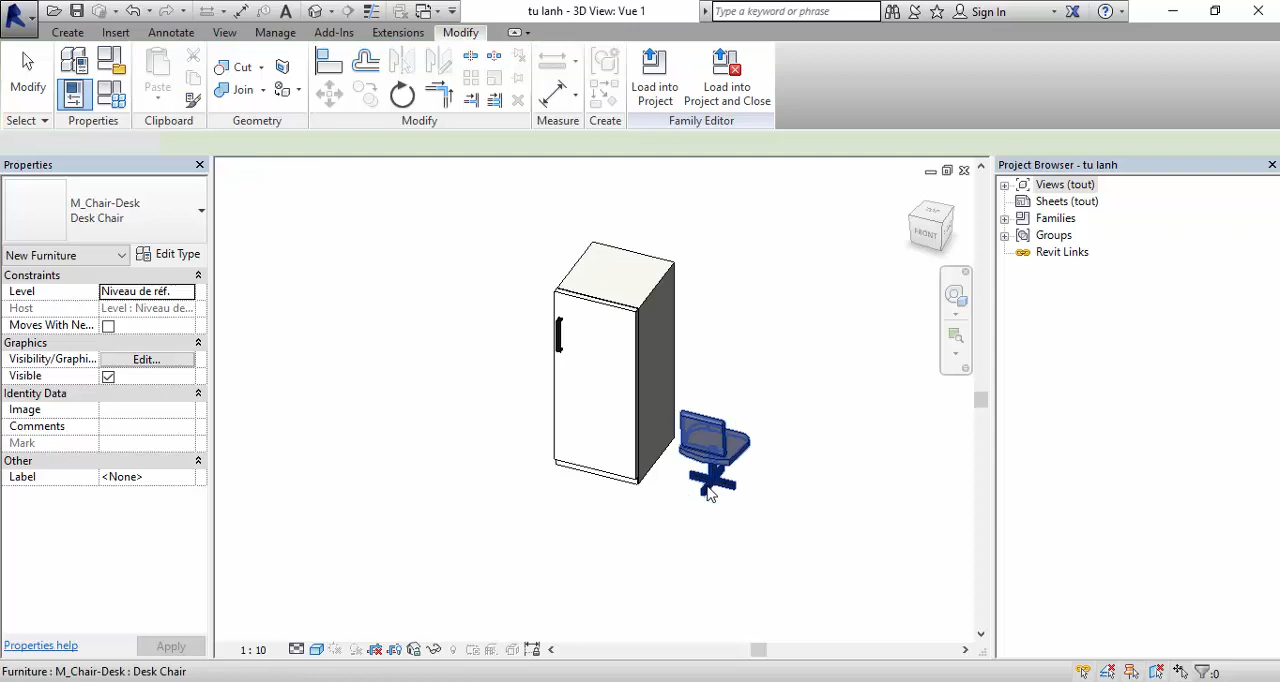 tu lanh - 3D View: Vue 1
Type a keyword or phrase
Sign In
Create Insert Annotate View Manage Add-Ins Extensions Modify
Modify
Select
Properties
Paste
Clipboard
Cut
Join
Geometry
Modify
Measure
Create
Load into
Project
Load into
Project and Close
Family Editor
Properties
M_Chair-Desk
Desk Chair
New Furniture
Edit Type
Constraints
Level Niveau de réf.
Host Level : Niveau de...
Moves With Ne...
Graphics
Visibility/Graphi... Edit...
Visible
Identity Data
Image
Comments
Mark
Other
Label <None>
Properties help
Apply
FRONT
1 : 10
Project Browser - tu lanh
Views (tout)
Sheets (tout)
Families
Groups
Revit Links
Furniture : M_Chair-Desk : Desk Chair
:0